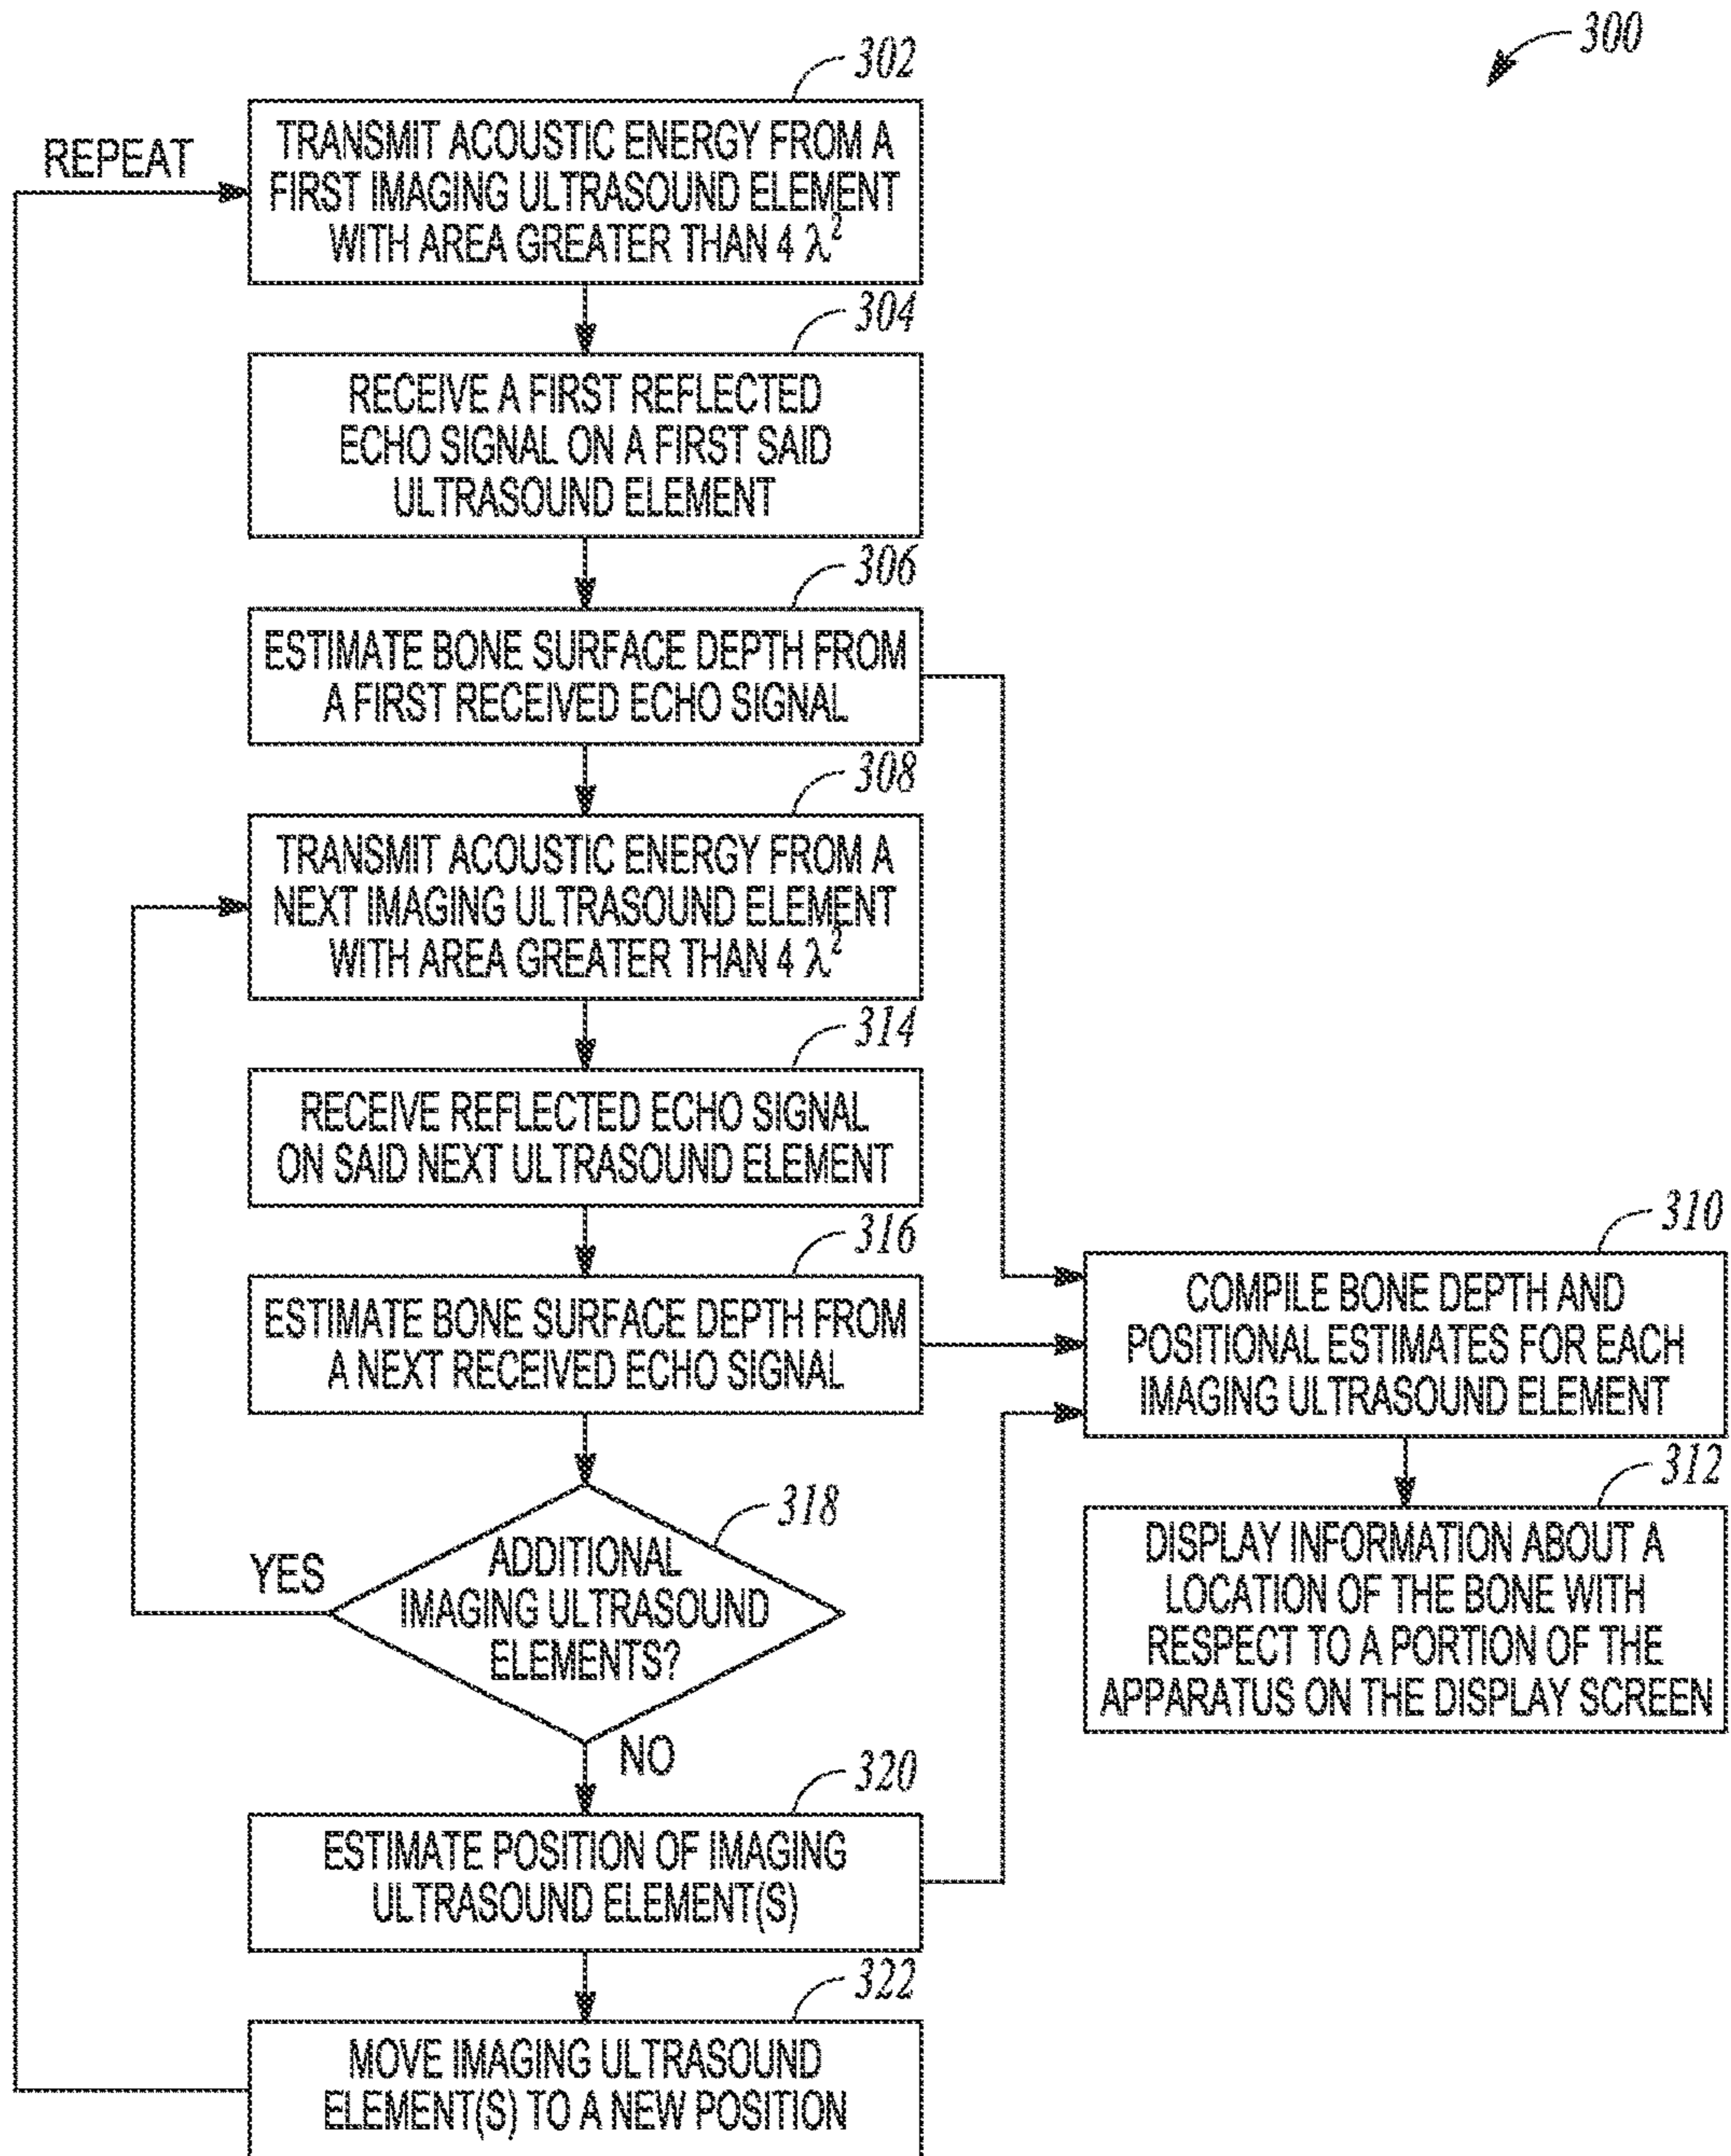 300
302
REPEAT
TRANSMIT ACOUSTIC ENERGY FROM A
FIRST IMAGING ULTRASOUND ELEMENT
WITH AREA GREATER THAN 4 λ²
304
RECEIVE A FIRST REFLECTED
ECHO SIGNAL ON A FIRST SAID
ULTRASOUND ELEMENT
306
ESTIMATE BONE SURFACE DEPTH FROM
A FIRST RECEIVED ECHO SIGNAL
308
TRANSMIT ACOUSTIC ENERGY FROM A
NEXT IMAGING ULTRASOUND ELEMENT
WITH AREA GREATER THAN 4 λ²
314
RECEIVE REFLECTED ECHO SIGNAL
ON SAID NEXT ULTRASOUND ELEMENT
316
ESTIMATE BONE SURFACE DEPTH FROM
A NEXT RECEIVED ECHO SIGNAL
310
COMPILE BONE DEPTH AND
POSITIONAL ESTIMATES FOR EACH
IMAGING ULTRASOUND ELEMENT
312
DISPLAY INFORMATION ABOUT A
LOCATION OF THE BONE WITH
RESPECT TO A PORTION OF THE
APPARATUS ON THE DISPLAY SCREEN
318
YES
ADDITIONAL
IMAGING ULTRASOUND
ELEMENTS?
NO
320
ESTIMATE POSITION OF IMAGING
ULTRASOUND ELEMENT(S)
322
MOVE IMAGING ULTRASOUND
ELEMENT(S) TO A NEW POSITION